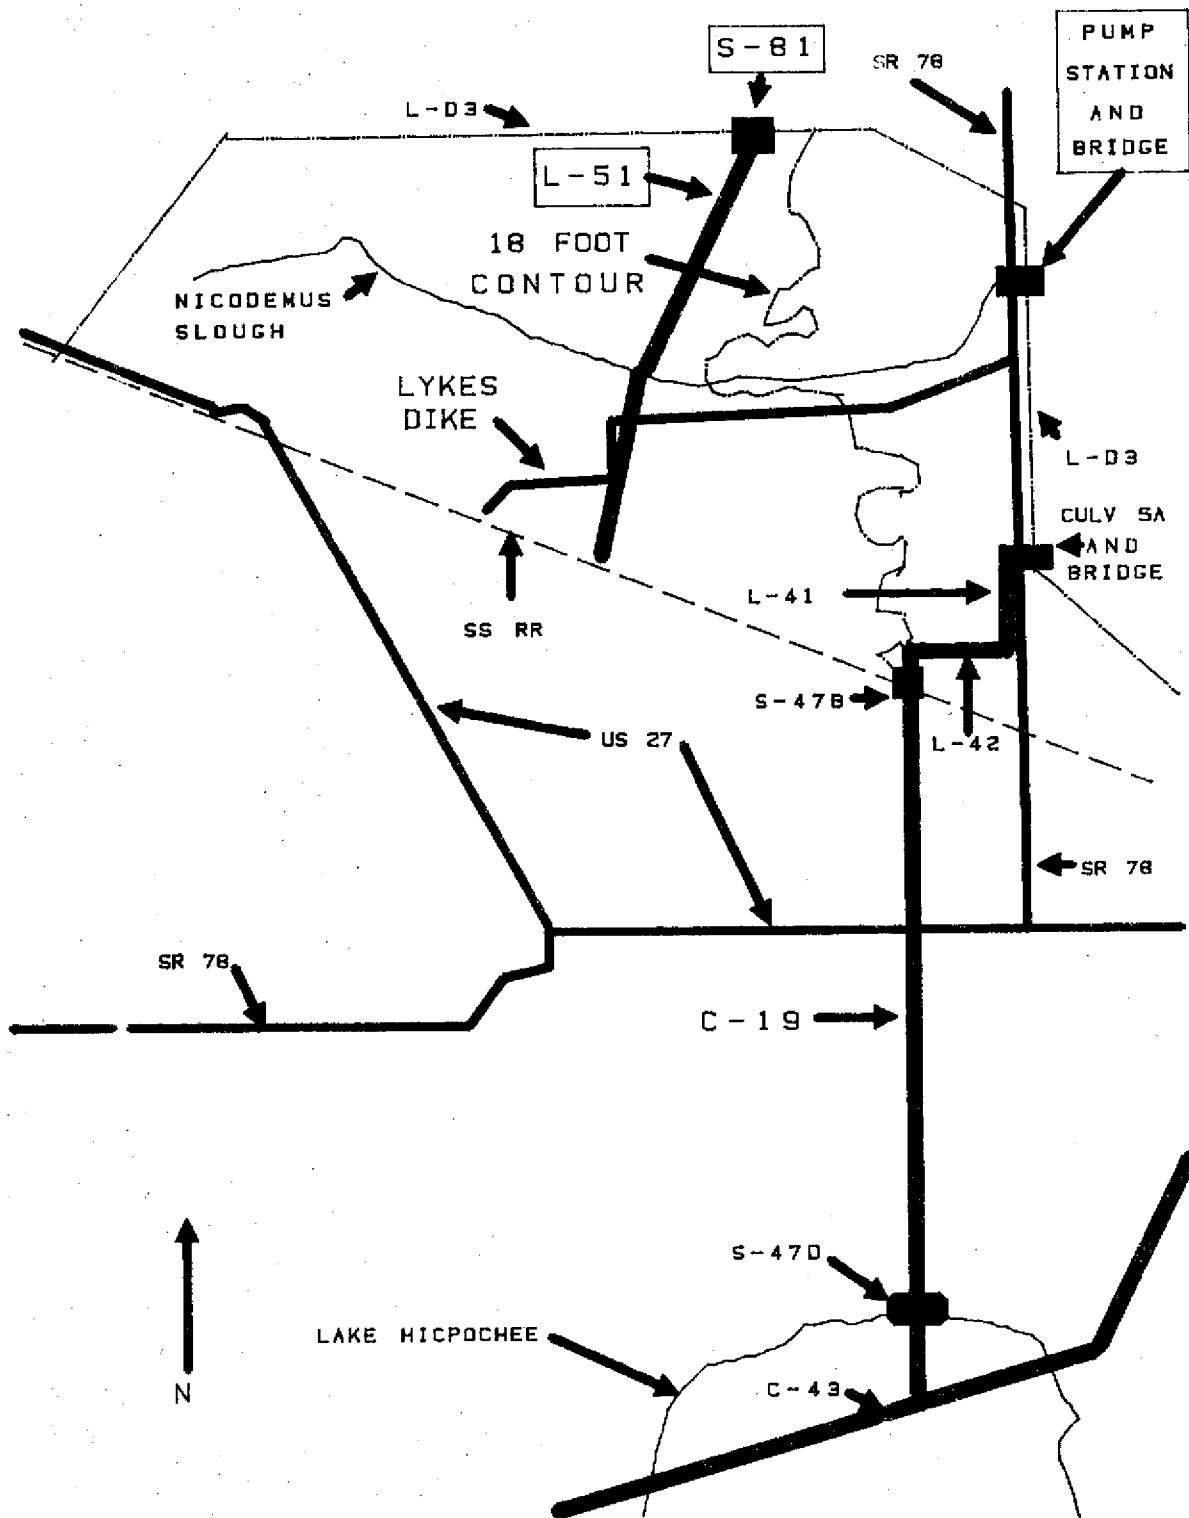 S-81
SR 78
PUMP
STATION
AND
BRIDGE
L-D3
L-51
18 FOOT
CONTOUR
NICODEMUS
SLOUGH
LYKES
DIKE
L-D3
CULV 5A
AND
BRIDGE
L-41
SS RR
S-47B
US 27
L-42
SR 78
SR 78
C-19
S-47D
LAKE HICPOCHEE
C-43
N